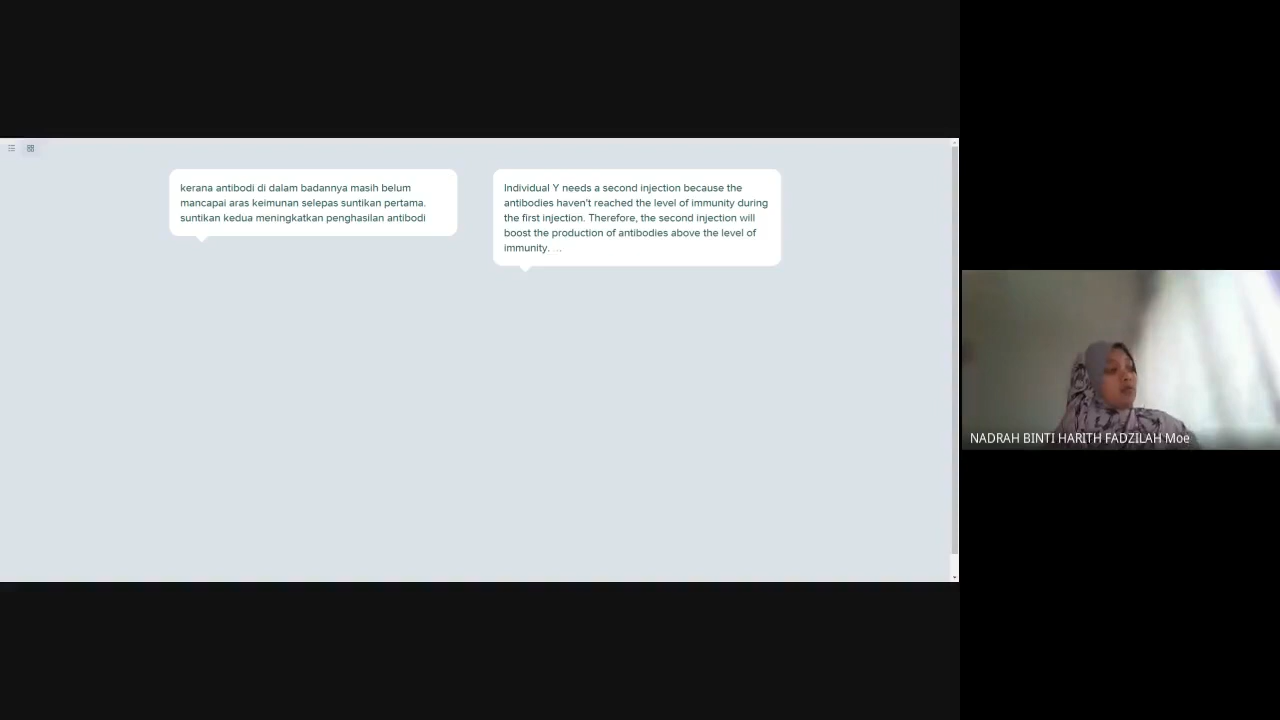 kerana antibodi di dalam badannya masih belum
mancapai aras keimunan selepas suntikan pertama.
suntikan kedua meningkatkan penghasilan antibodi
Individual Y needs a second injection because the
antibodies haven't reached the level of immunity during
the first injection. Therefore, the second injection will
boost the production of antibodies above the level of
immunity. ...
NADRAH BINTI HARITH FADZILAH Moe